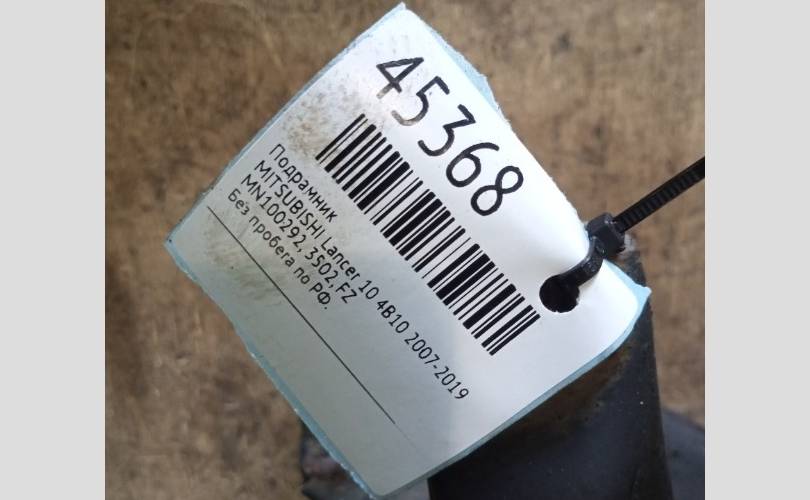 45368
Подрамник
MITSUBISHI Lancer 10 4B10 2007-2019
MN100292, 3502, FZ
Без пробега по РФ.